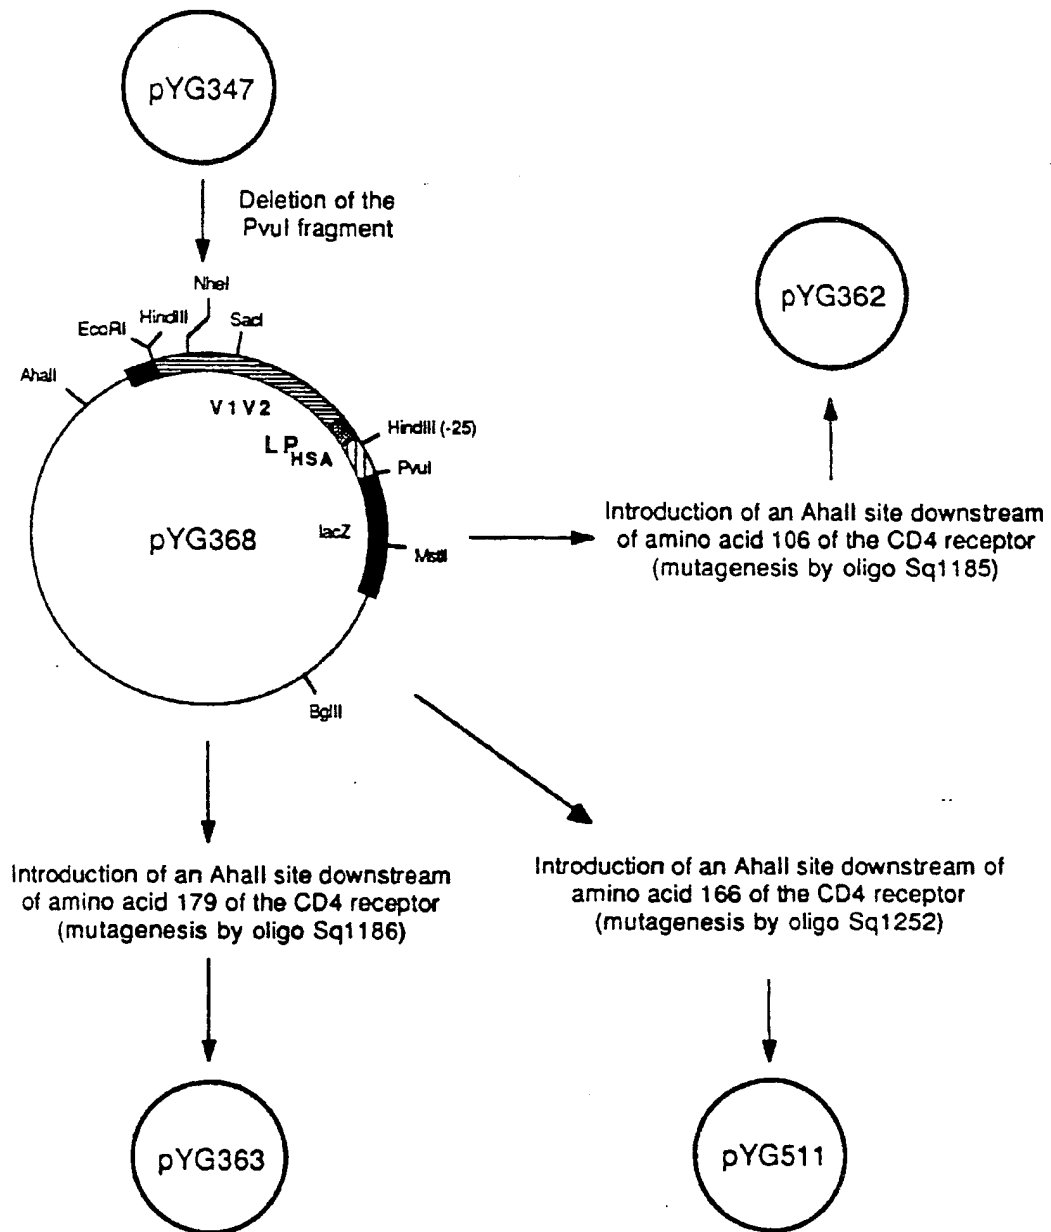 pYG347
Deletion of the
PvuI fragment
NheI
HindIII
SacI
EcoRI
AhaII
V1V2
HindIII (-25)
LP HSA
PvuI
pYG368
lacZ
MstII
BglII
pYG362
Introduction of an AhaII site downstream
of amino acid 106 of the CD4 receptor
(mutagenesis by oligo Sq1185)
Introduction of an AhaII site downstream
of amino acid 179 of the CD4 receptor
(mutagenesis by oligo Sq1186)
Introduction of an AhaII site downstream of
amino acid 166 of the CD4 receptor
(mutagenesis by oligo Sq1252)
pYG363
pYG511